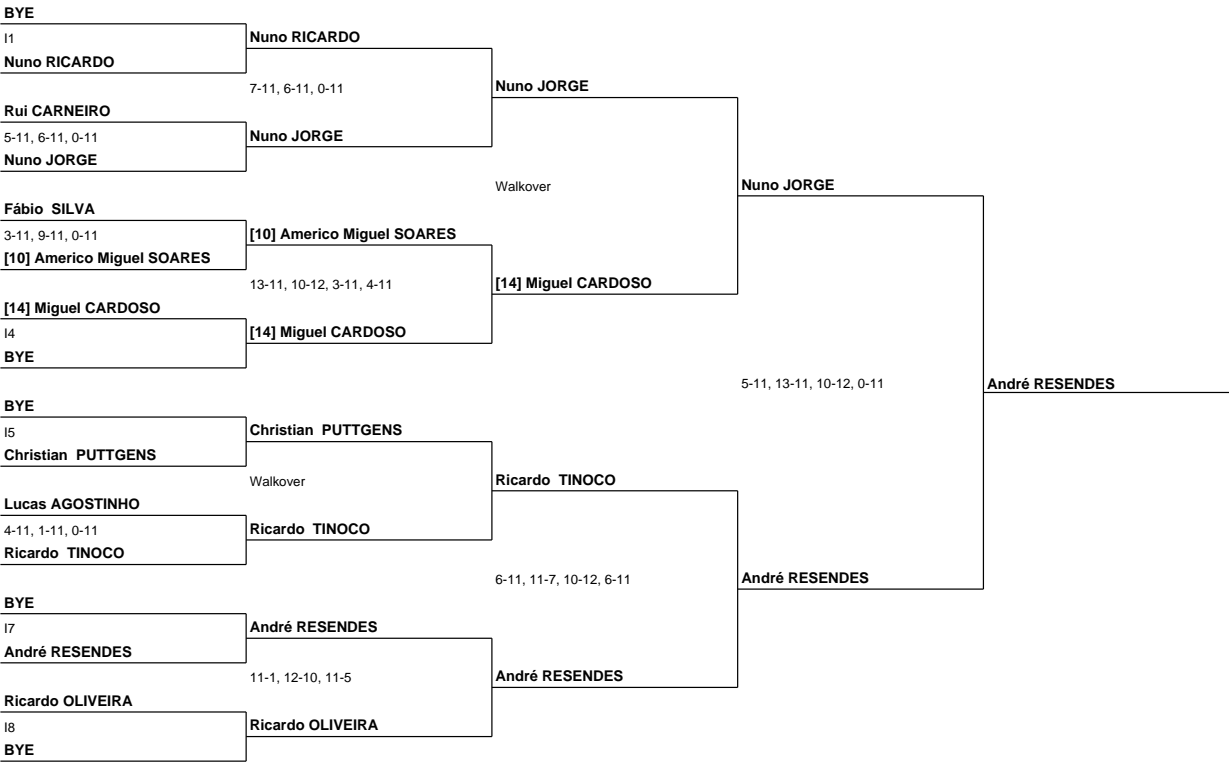 BYE
I1
Nuno RICARDO
Nuno RICARDO
7-11, 6-11, 0-11
Nuno JORGE
Rui CARNEIRO
5-11, 6-11, 0-11
Nuno JORGE
Nuno JORGE
Walkover
Nuno JORGE
Fábio SILVA
3-11, 9-11, 0-11
[10] Americo Miguel SOARES
[10] Americo Miguel SOARES
13-11, 10-12, 3-11, 4-11
[14] Miguel CARDOSO
[14] Miguel CARDOSO
I4
[14] Miguel CARDOSO
BYE
5-11, 13-11, 10-12, 0-11
André RESENDES
BYE
I5
Christian PUTTGENS
Christian PUTTGENS
Walkover
Ricardo TINOCO
Lucas AGOSTINHO
4-11, 1-11, 0-11
Ricardo TINOCO
Ricardo TINOCO
6-11, 11-7, 10-12, 6-11
André RESENDES
BYE
I7
André RESENDES
André RESENDES
11-1, 12-10, 11-5
André RESENDES
Ricardo OLIVEIRA
I8
Ricardo OLIVEIRA
BYE